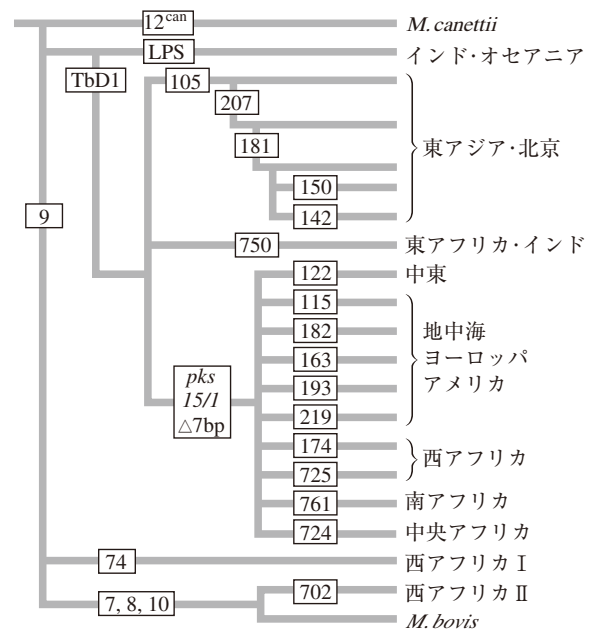 12can M.canettii
LPS インド・オセアニア
TbD1 105
207
181 東アジア・北京
150
142
9
750 東アフリカ・インド
122 中東
115
182 地中海
163 ヨーロッパ
193 アメリカ
219
pks
15/1
△7bp
174
725 西アフリカ
761 南アフリカ
724 中央アフリカ
74 西アフリカⅠ
702 西アフリカⅡ
7, 8, 10
M.bovis